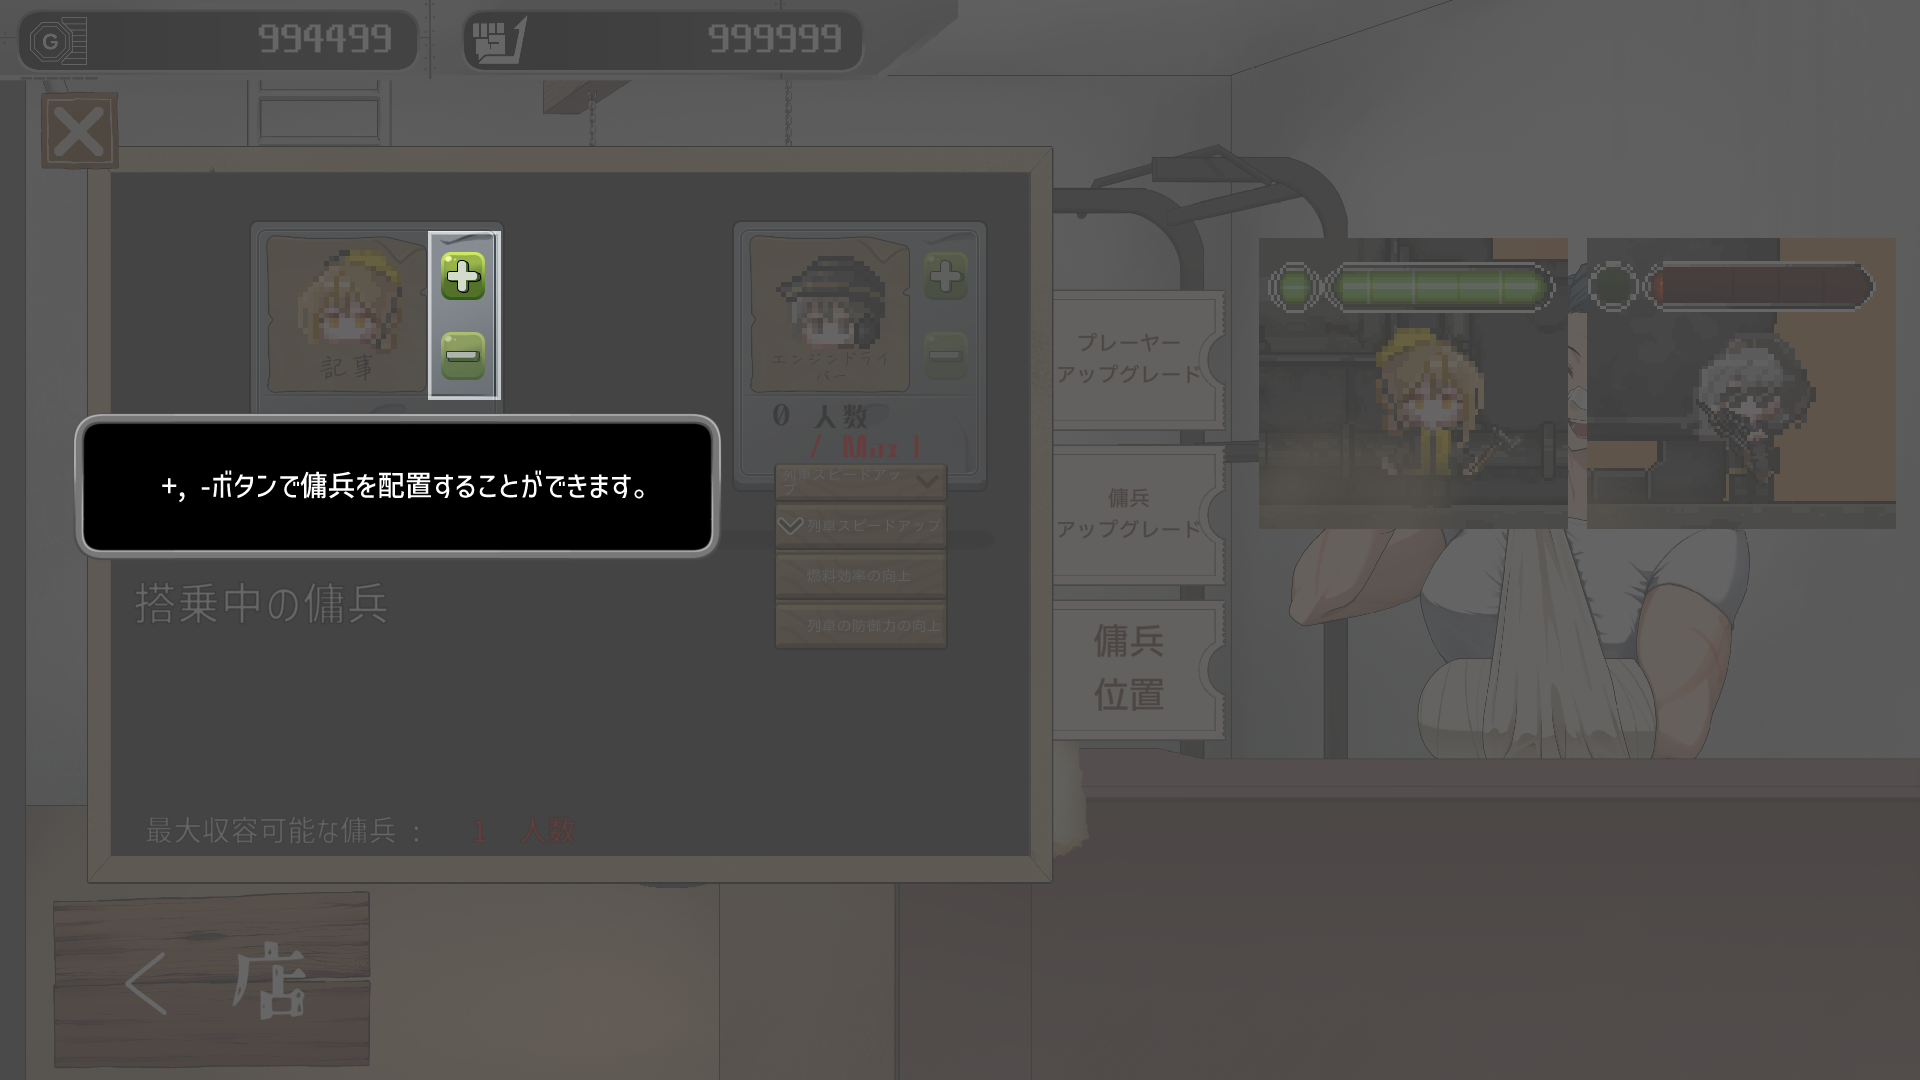 G 994499
999999
記事
エンジンドライ
バー
0 人数
/ Max 1
列車スピードアッ
プ
列車スピードアップ
燃料効率の向上
列車の防御力の向上
+, -ボタンで傭兵を配置することができます。
搭乗中の傭兵
最大収容可能な傭兵 : 1 人数
プレーヤー
アップグレード
傭兵
アップグレード
傭兵
位置
< 店